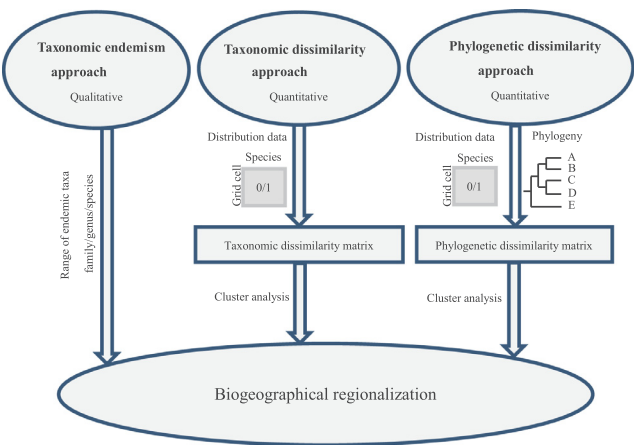 Taxonomic endemism
approach
Qualitative
Taxonomic dissimilarity
approach
Quantitative
Phylogenetic dissimilarity
approach
Quantitative
Range of endemic taxa
family/genus/species
Distribution data
Species
Grid cell
0/1
Taxonomic dissimilarity matrix
Cluster analysis
Distribution data
Phylogeny
Species
Grid cell
0/1
A
B
C
D
E
Phylogenetic dissimilarity matrix
Cluster analysis
Biogeographical regionalization